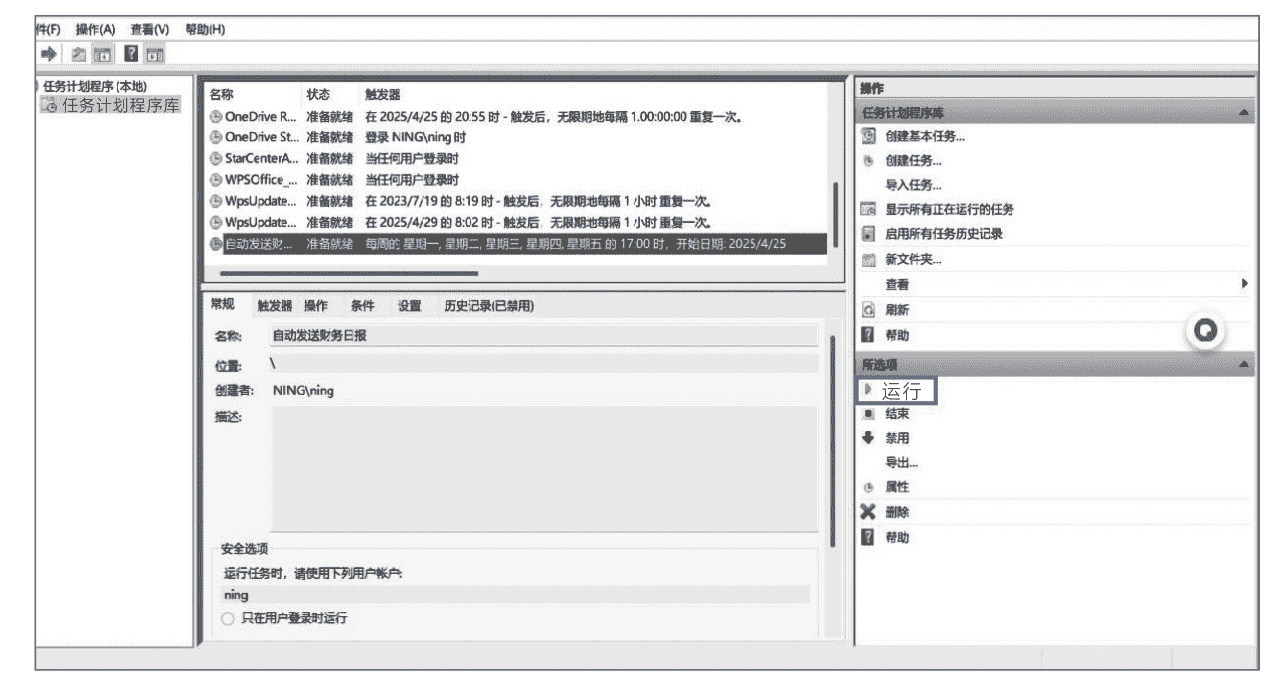 件(F) 操作(A) 查看(V) 帮助(H)
任务计划程序 (本地)
任务计划程序库
名称 状态 触发器
OneDrive R... 准备就绪 在 2025/4/25 的 20:55 时 - 触发后，无限期地每隔 1.00:00:00 重复一次。
OneDrive St... 准备就绪 登录 NING\ning 时
StarCenterA... 准备就绪 当任何用户登录时
WPSOffice_... 准备就绪 当任何用户登录时
WpsUpdate... 准备就绪 在 2023/7/19 的 8:19 时 - 触发后，无限期地每隔 1 小时 重复一次。
WpsUpdate... 准备就绪 在 2025/4/29 的 8:02 时 - 触发后，无限期地每隔 1 小时 重复一次。
自动发送财... 准备就绪 每周的 星期一, 星期二, 星期三, 星期四, 星期五 的 17:00 时，开始日期: 2025/4/25
常规 触发器 操作 条件 设置 历史记录(已禁用)
名称: 自动发送财务日报
位置: \
创建者: NING\ning
描述:
安全选项
运行任务时，请使用下列用户帐户:
ning
只在用户登录时运行
操作
任务计划程序库
创建基本任务...
创建任务...
导入任务...
显示所有正在运行的任务
启用所有任务历史记录
新文件夹...
查看
刷新
帮助
所选项
运行
结束
禁用
导出...
属性
删除
帮助